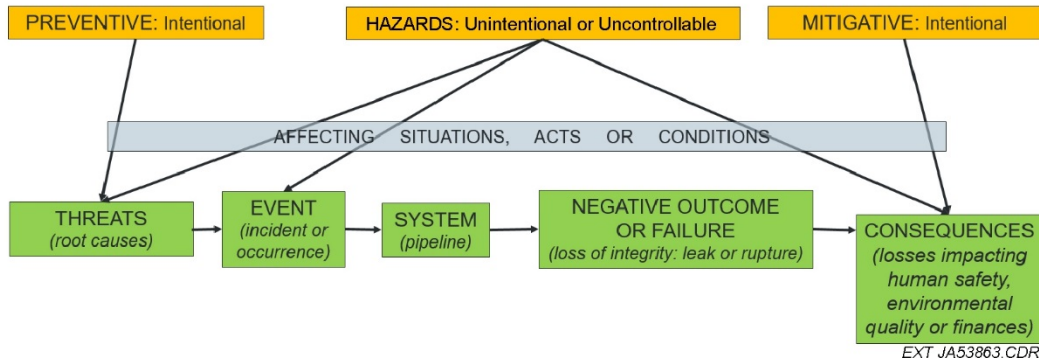 PREVENTIVE: Intentional
HAZARDS: Unintentional or Uncontrollable
MITIGATIVE: Intentional
AFFECTING SITUATIONS, ACTS OR CONDITIONS
THREATS
(root causes)
EVENT
(incident or
occurrence)
SYSTEM
(pipeline)
NEGATIVE OUTCOME
OR FAILURE
(loss of integrity: leak or rupture)
CONSEQUENCES
(losses impacting
human safety,
environmental
quality or finances)
EXT JA53863.CDR